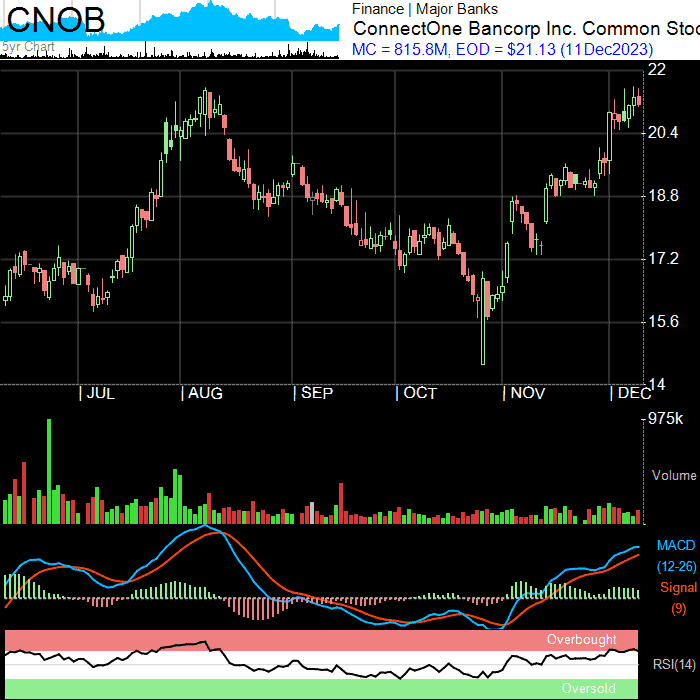 CNOB
5yr Chart
Finance | Major Banks
ConnectOne Bancorp Inc. Common Stoc
MC = 815.8M, EOD = $21.13 (11Dec2023)
22
20.4
18.8
17.2
15.6
14
JUL AUG SEP OCT NOV DEC
975k
Volume
MACD
(12-26)
Signal
(9)
Overbought
RSI(14)
Oversold